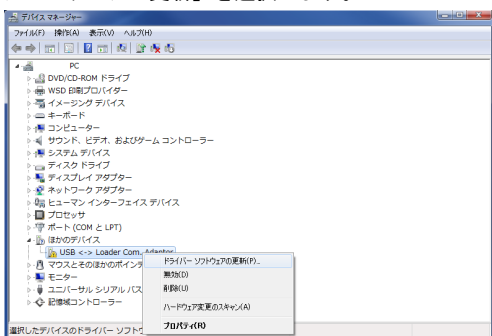 デバイス マネージャー
ファイル(F) 操作(A) 表示(V) ヘルプ(H)
PC
DVD/CD-ROM ドライブ
WSD 印刷プロバイダー
イメージング デバイス
キーボード
コンピューター
サウンド、ビデオ、およびゲーム コントローラー
システム デバイス
ディスク ドライブ
ディスプレイ アダプター
ネットワーク アダプター
ヒューマン インターフェイス デバイス
プロセッサ
ポート (COM と LPT)
ほかのデバイス
USB <-> Loader Com. Adaptor
マウスとそのほかのポインテ
モニター
ユニバーサル シリアル バス
記憶域コントローラー
ドライバー ソフトウェアの更新(P)...
無効(D)
削除(U)
ハードウェア変更のスキャン(A)
プロパティ(R)
選択したデバイスのドライバー ソフトウ